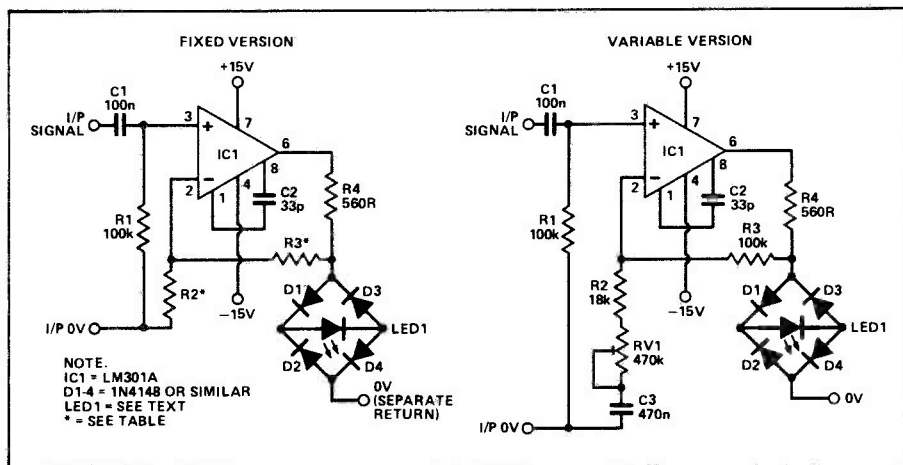 FIXED VERSION
+15V
C1
100n
I/P
SIGNAL
3
+
7
6
IC1
8
–
2
1
4
C2
33p
R4
560R
R1
100k
R3*
R2*
–15V
D1
D3
I/P 0V
LED1
D2
D4
0V
(SEPARATE
RETURN)
NOTE.
IC1 = LM301A
D1-4 = 1N4148 OR SIMILAR
LED1 = SEE TEXT
* = SEE TABLE
VARIABLE VERSION
+15V
C1
100n
I/P
SIGNAL
3
+
7
6
IC1
8
–
2
1
4
C2
33p
R4
560R
R1
100k
R3
100k
R2
18k
–15V
D1
D3
RV1
470k
LED1
D2
D4
C3
470n
0V
I/P 0V